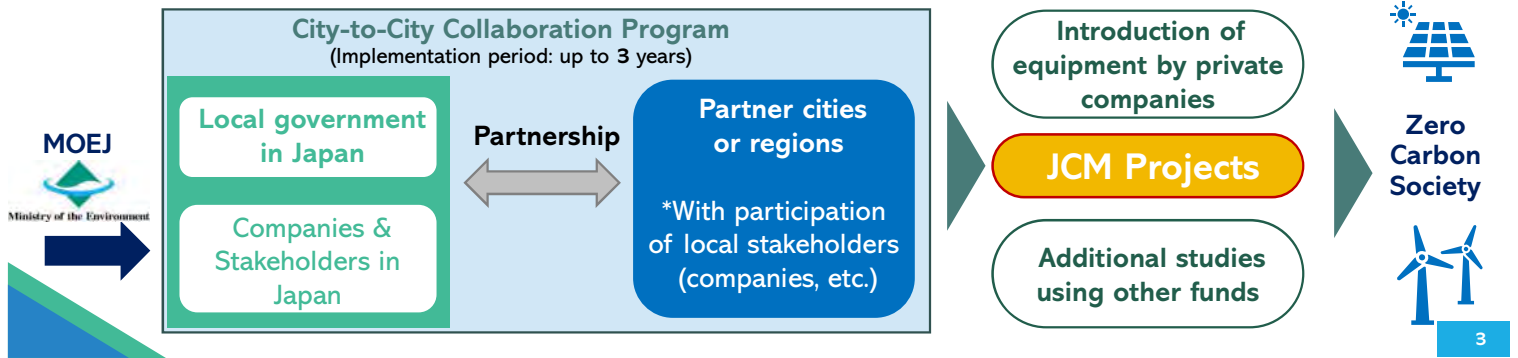 City-to-City Collaboration Program
(Implementation period: up to 3 years)
MOEJ
Ministry of the Environment
Local government
in Japan
Companies &
Stakeholders in
Japan
Partnership
Partner cities
or regions
*With participation
of local stakeholders
(companies, etc.)
Introduction of
equipment by private
companies
JCM Projects
Additional studies
using other funds
Zero
Carbon
Society
3